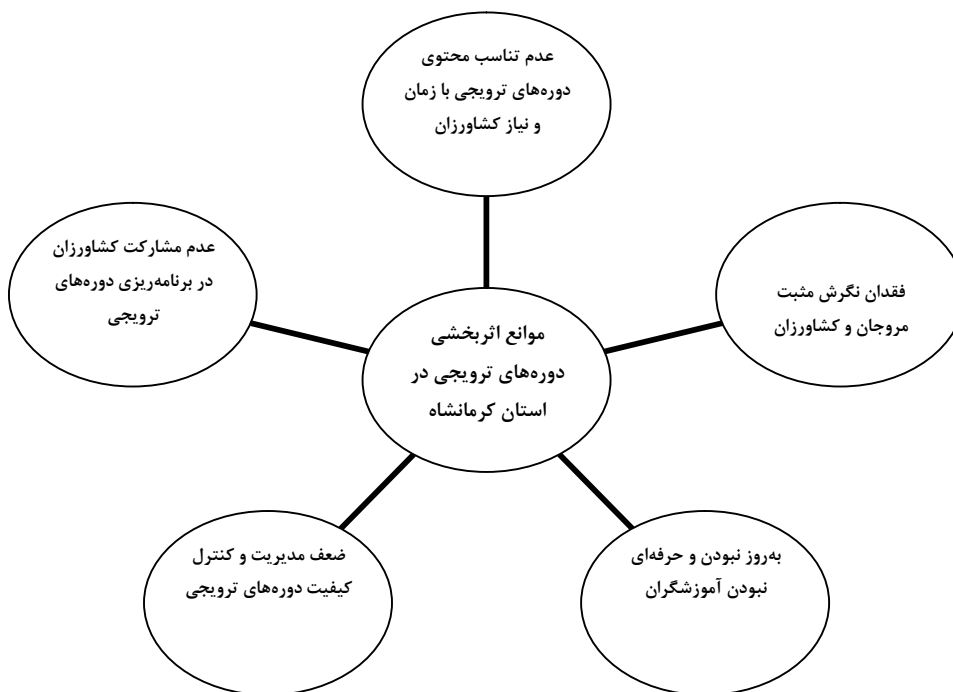 عدم تناسب محتوی
دوره‌های ترویجی با زمان
و نیاز کشاورزان
فقدان نگرش مثبت
مروجان و کشاورزان
عدم مشارکت کشاورزان
در برنامه‌ریزی دوره‌های
ترویجی
موانع اثربخشی
دوره‌های ترویجی در
استان کرمانشاه
به‌روز نبودن و حرفه‌ای
نبودن آموزشگران
ضعف مدیریت و کنترل
کیفیت دوره‌های ترویجی